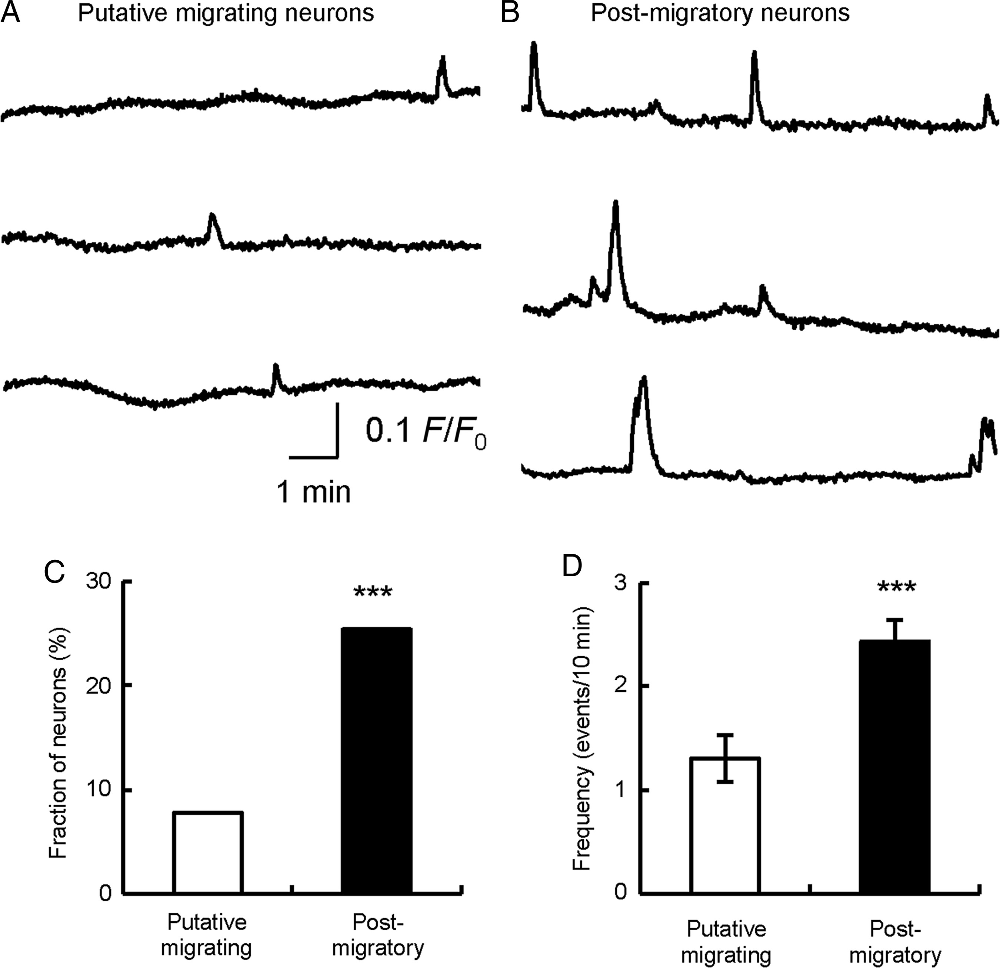 A
Putative migrating neurons
B
Post-migratory neurons
0.1 F/F0
1 min
C
30
20
10
0
Fraction of neurons (%)
***
Putative
migrating
Post-
migratory
D
3
2
1
0
Frequency (events/10 min)
***
Putative
migrating
Post-
migratory